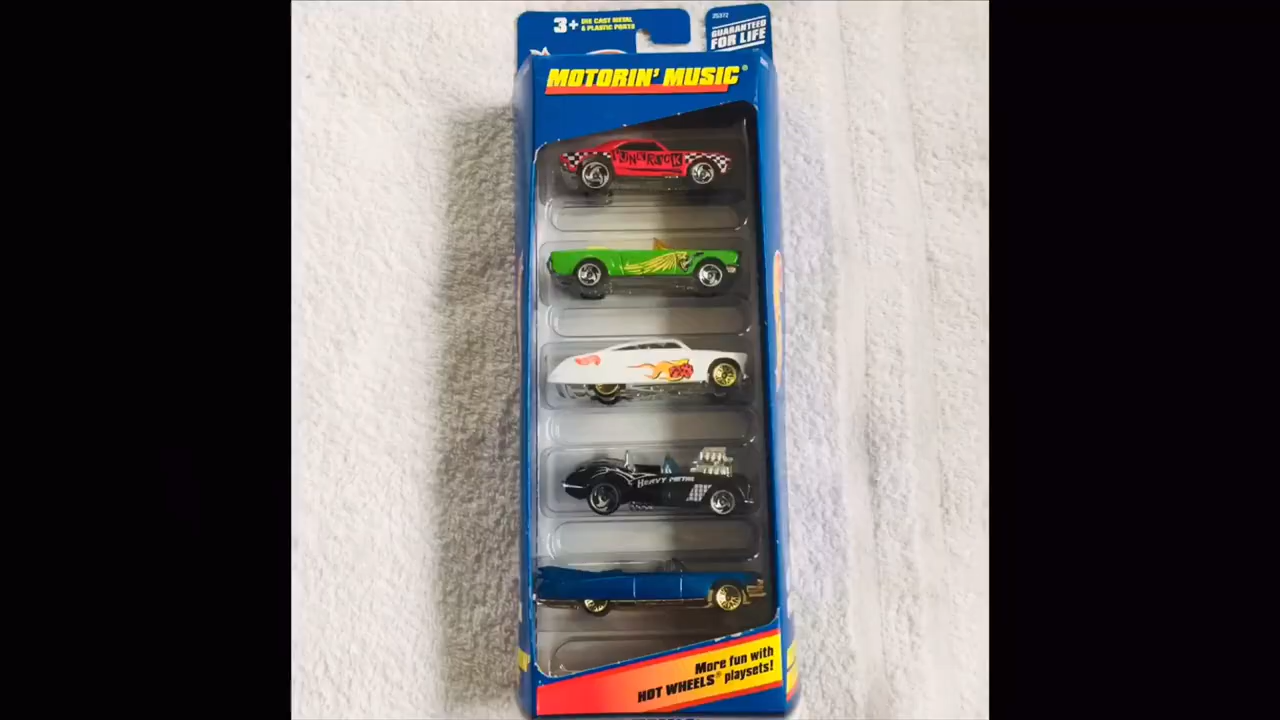 3+ DIE CAST METAL
& PLASTIC PARTS
25372
GUARANTEED
FOR LIFE
MOTORIN' MUSIC®
PUNK ROCK
HEAVY METAL
More fun with
HOT WHEELS® playsets!